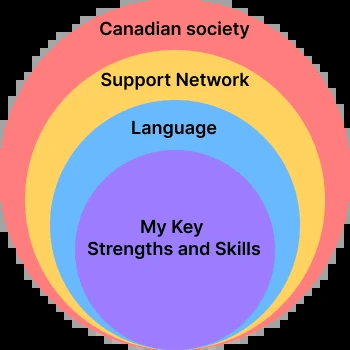 Canadian society
Support Network
Language
My Key
Strengths and Skills